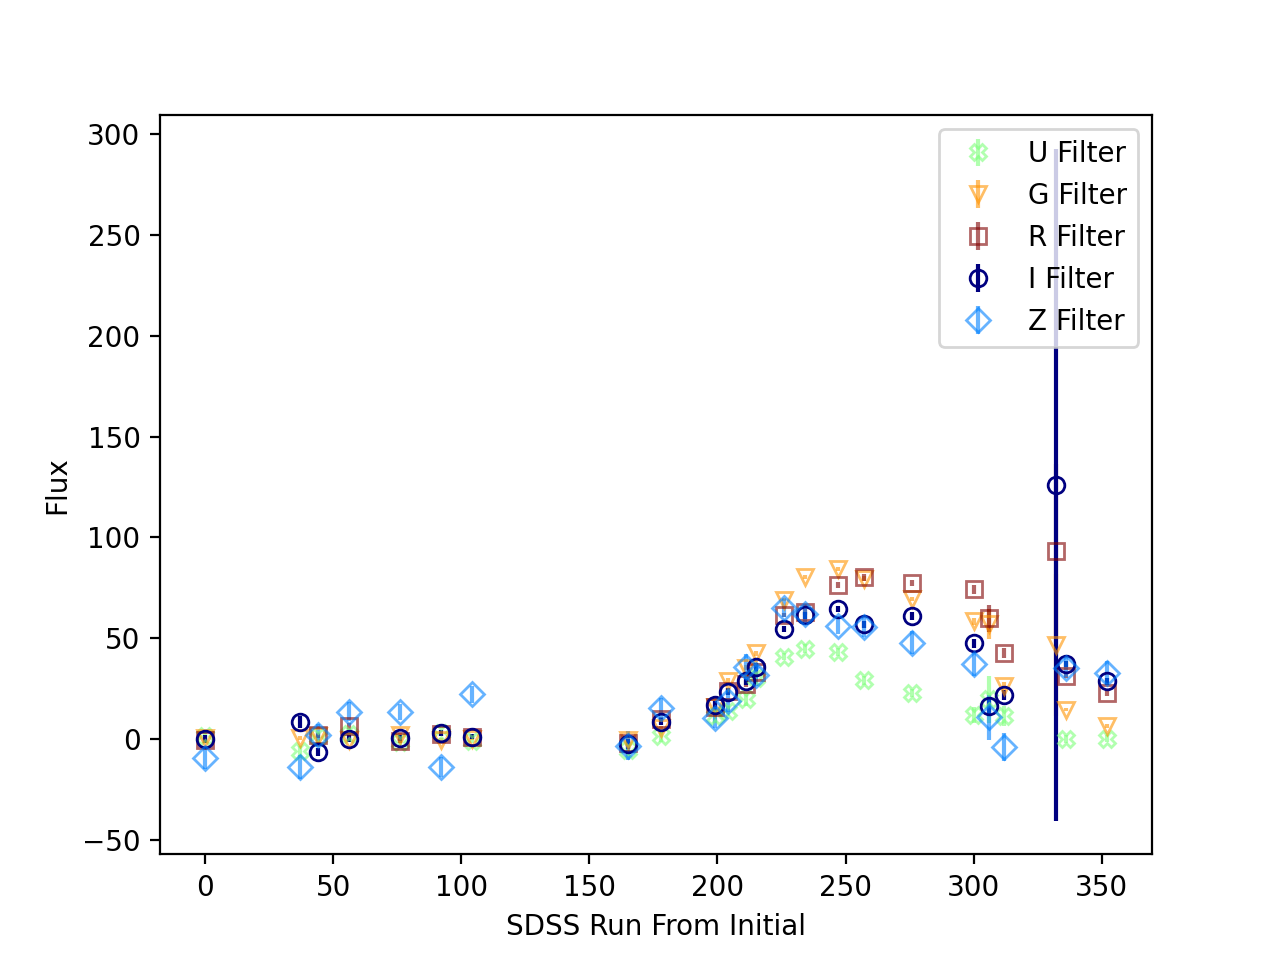 300
250
200
150
100
50
0
−50
Flux
0 50 100 150 200 250 300 350
SDSS Run From Initial
U Filter
G Filter
R Filter
I Filter
Z Filter